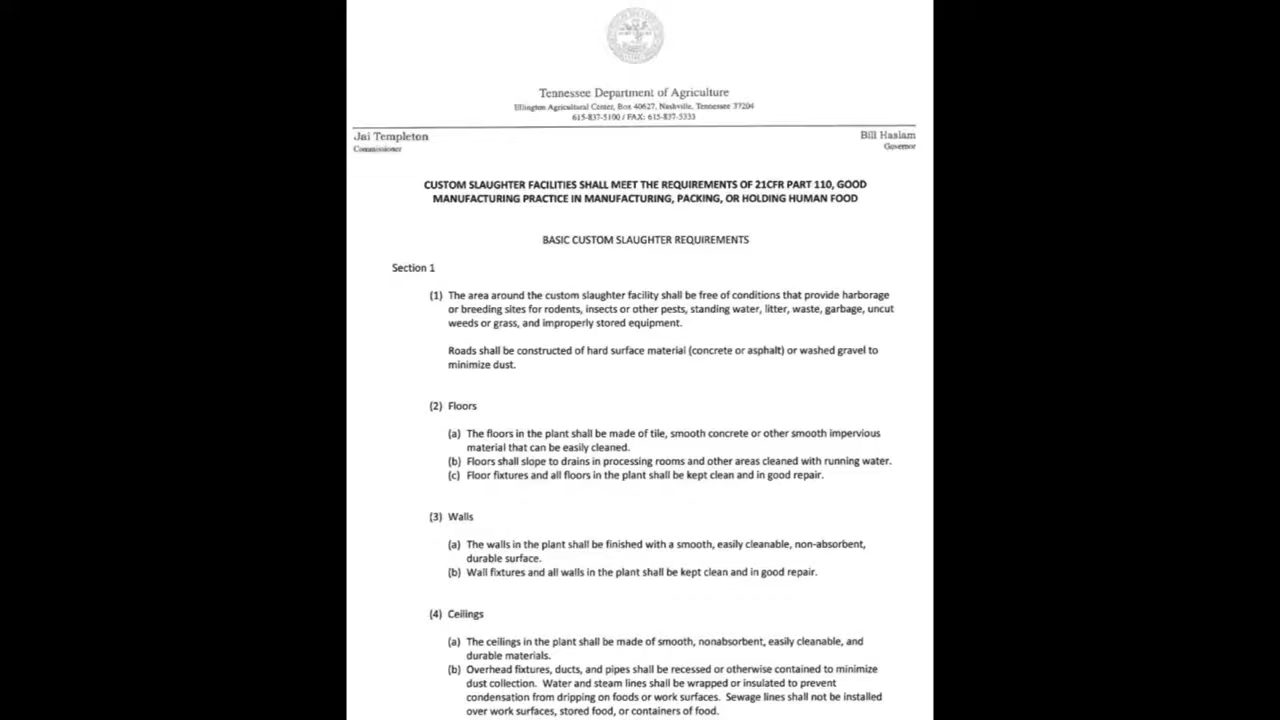 Tennessee Department of Agriculture
Ellington Agricultural Center, Box 40627, Nashville, Tennessee 37204
615-837-5100 / FAX: 615-837-5333
Jai Templeton
Commissioner
Bill Haslam
Governor
CUSTOM SLAUGHTER FACILITIES SHALL MEET THE REQUIREMENTS OF 21CFR PART 110, GOOD
MANUFACTURING PRACTICE IN MANUFACTURING, PACKING, OR HOLDING HUMAN FOOD
BASIC CUSTOM SLAUGHTER REQUIREMENTS
Section 1
(1) The area around the custom slaughter facility shall be free of conditions that provide harborage
or breeding sites for rodents, insects or other pests, standing water, litter, waste, garbage, uncut
weeds or grass, and improperly stored equipment.
Roads shall be constructed of hard surface material (concrete or asphalt) or washed gravel to
minimize dust.
(2) Floors
(a) The floors in the plant shall be made of tile, smooth concrete or other smooth impervious
material that can be easily cleaned.
(b) Floors shall slope to drains in processing rooms and other areas cleaned with running water.
(c) Floor fixtures and all floors in the plant shall be kept clean and in good repair.
(3) Walls
(a) The walls in the plant shall be finished with a smooth, easily cleanable, non-absorbent,
durable surface.
(b) Wall fixtures and all walls in the plant shall be kept clean and in good repair.
(4) Ceilings
(a) The ceilings in the plant shall be made of smooth, nonabsorbent, easily cleanable, and
durable materials.
(b) Overhead fixtures, ducts, and pipes shall be recessed or otherwise contained to minimize
dust collection. Water and steam lines shall be wrapped or insulated to prevent
condensation from dripping on foods or work surfaces. Sewage lines shall not be installed
over work surfaces, stored food, or containers of food.